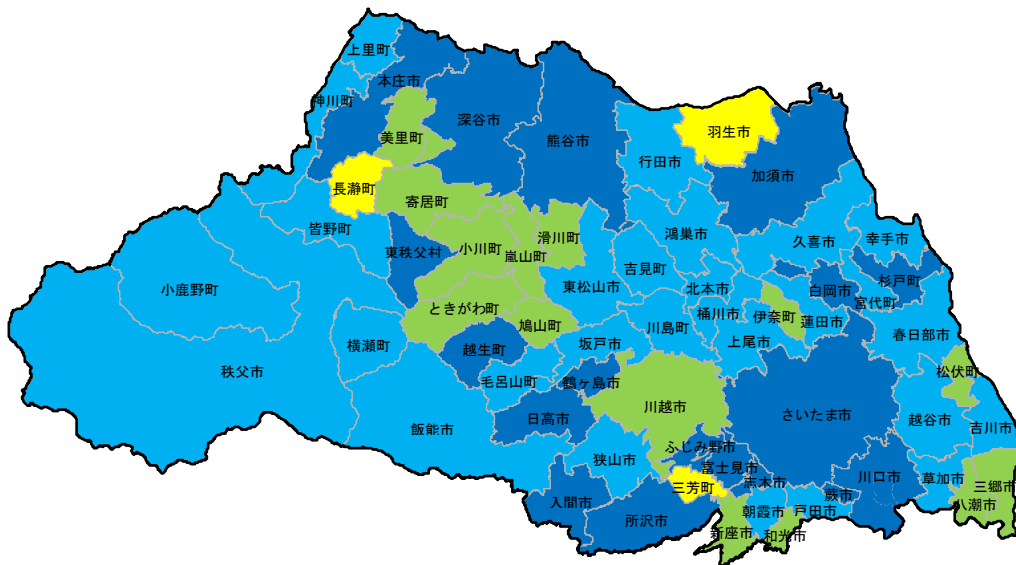 上里町
本庄市
神川町
深谷市
美里町
熊谷市
羽生市
行田市
加須市
長瀞町
寄居町
皆野町
東秩父村
小川町
嵐山町
滑川町
鴻巣市
久喜市
幸手市
小鹿野町
東松山市
吉見町
北本市
白岡市
杉戸町
宮代町
ときがわ町
鳩山町
川島町
桶川市
伊奈町
蓮田市
春日部市
横瀬町
越生町
坂戸市
上尾市
秩父市
毛呂山町
鶴ヶ島市
松伏町
川越市
さいたま市
飯能市
日高市
越谷市
吉川市
狭山市
ふじみ野市
富士見市
入間市
三芳町
志木市
川口市
草加市
三郷市
蕨市
八潮市
所沢市
朝霞市
戸田市
新座市
和光市